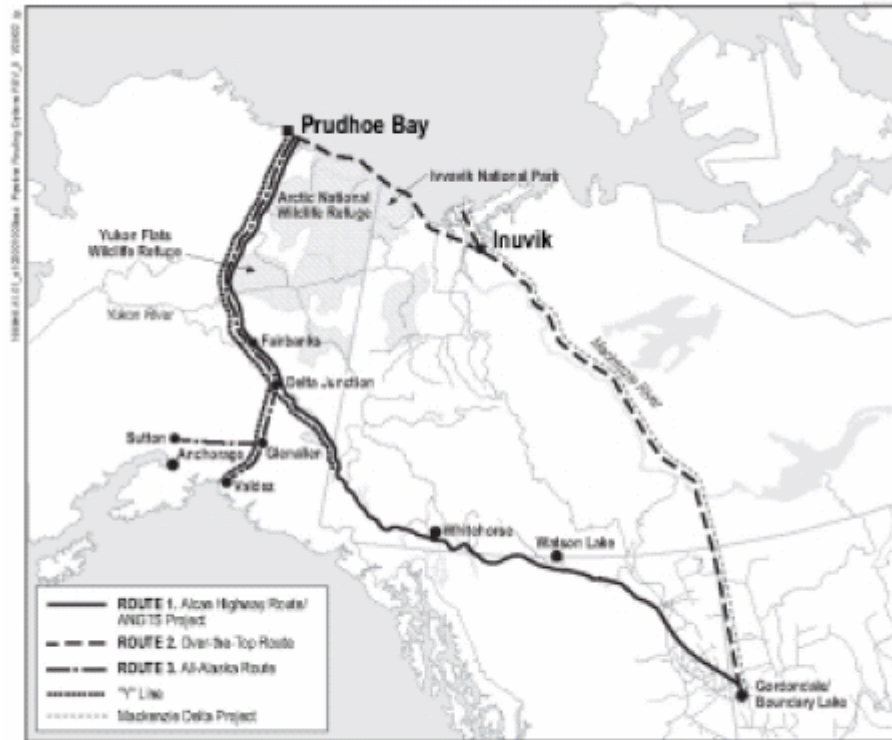 Prudhoe Bay
Ivvavik National Park
Arctic National
Wildlife Refuge
Inuvik
Yukon Flats
Wildlife Refuge
Yukon River
Fairbanks
Mackenzie River
Delta Junction
Sutton
Anchorage
Glenallen
Valdez
Whitehorse
Watson Lake
ROUTE 1. Alcan Highway Route/
ANGTS Project
ROUTE 2. Over-the-Top Route
ROUTE 3. All-Alaska Route
"Y" Line
Mackenzie Delta Project
Gordondale/
Boundary Lake